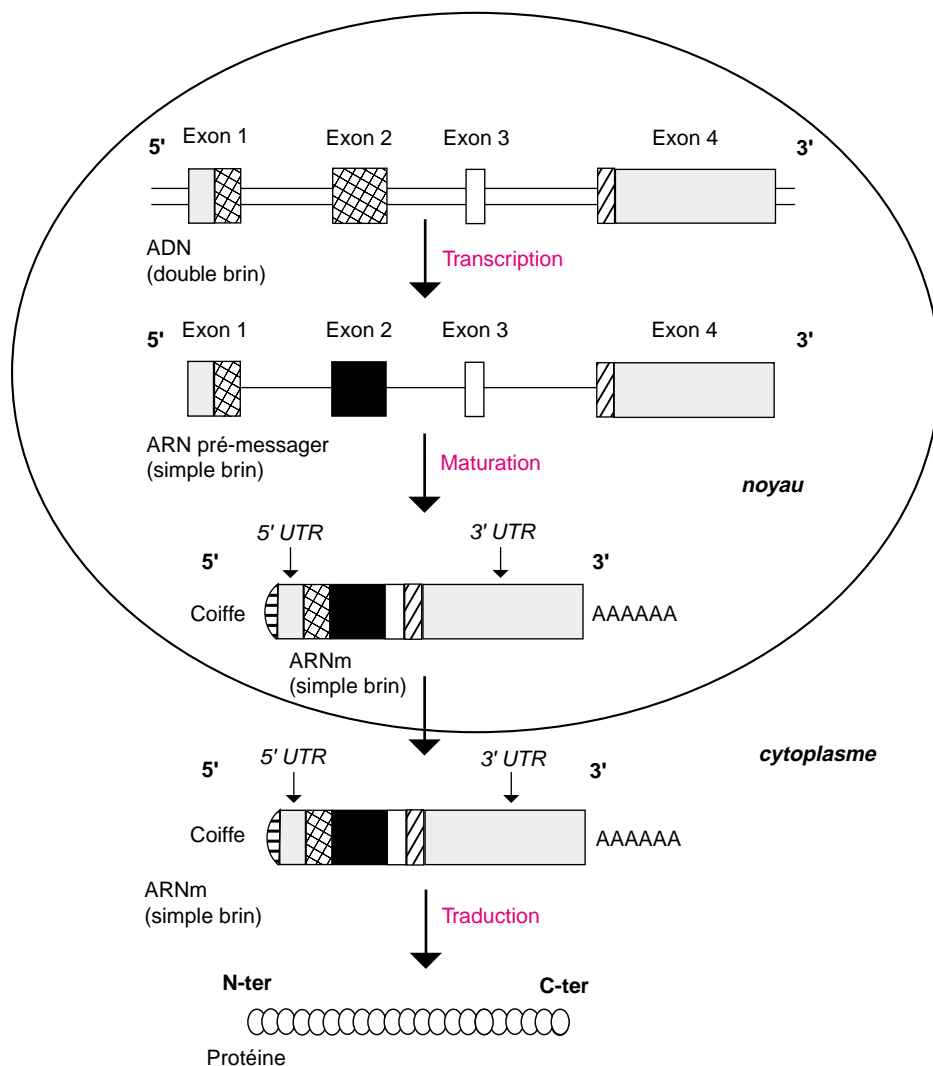 Exon 1 Exon 2 Exon 3 Exon 4
5' 3'
ADN
(double brin)
Transcription
5' Exon 1 Exon 2 Exon 3 Exon 4 3'
ARN pré-messager
(simple brin)
Maturation
noyau
5' UTR 3' UTR
5' 3'
Coiffe AAAAAA
ARNm
(simple brin)
cytoplasme
5' 5' UTR 3' UTR 3'
Coiffe AAAAAA
ARNm
(simple brin)
Traduction
N-ter C-ter
Protéine